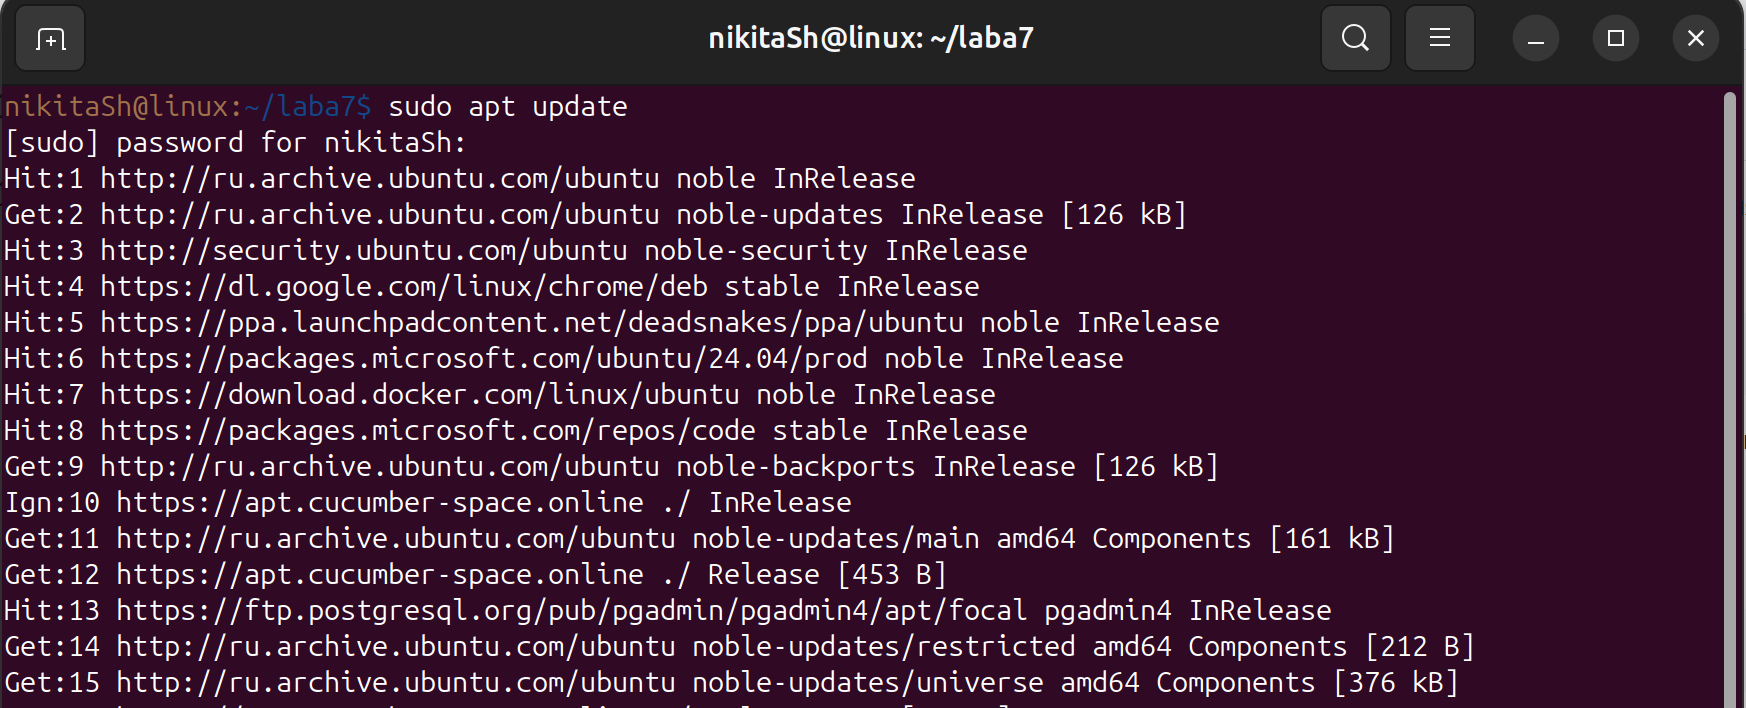 nikitaSh@linux: ~/laba7
nikitaSh@linux:~/laba7$ sudo apt update
[sudo] password for nikitaSh:
Hit:1 http://ru.archive.ubuntu.com/ubuntu noble InRelease
Get:2 http://ru.archive.ubuntu.com/ubuntu noble-updates InRelease [126 kB]
Hit:3 http://security.ubuntu.com/ubuntu noble-security InRelease
Hit:4 https://dl.google.com/linux/chrome/deb stable InRelease
Hit:5 https://ppa.launchpadcontent.net/deadsnakes/ppa/ubuntu noble InRelease
Hit:6 https://packages.microsoft.com/ubuntu/24.04/prod noble InRelease
Hit:7 https://download.docker.com/linux/ubuntu noble InRelease
Hit:8 https://packages.microsoft.com/repos/code stable InRelease
Get:9 http://ru.archive.ubuntu.com/ubuntu noble-backports InRelease [126 kB]
Ign:10 https://apt.cucumber-space.online ./ InRelease
Get:11 http://ru.archive.ubuntu.com/ubuntu noble-updates/main amd64 Components [161 kB]
Get:12 https://apt.cucumber-space.online ./ Release [453 B]
Hit:13 https://ftp.postgresql.org/pub/pgadmin/pgadmin4/apt/focal pgadmin4 InRelease
Get:14 http://ru.archive.ubuntu.com/ubuntu noble-updates/restricted amd64 Components [212 B]
Get:15 http://ru.archive.ubuntu.com/ubuntu noble-updates/universe amd64 Components [376 kB]